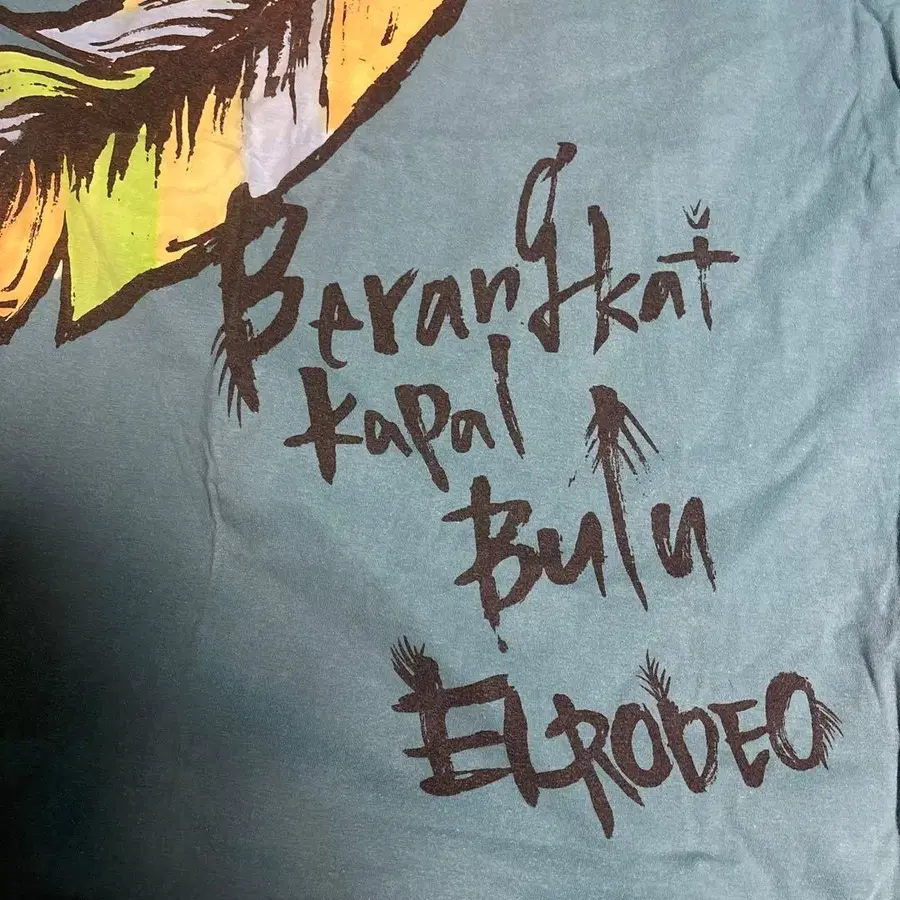 Berangkat
kapal
Bulu
ELRODEO